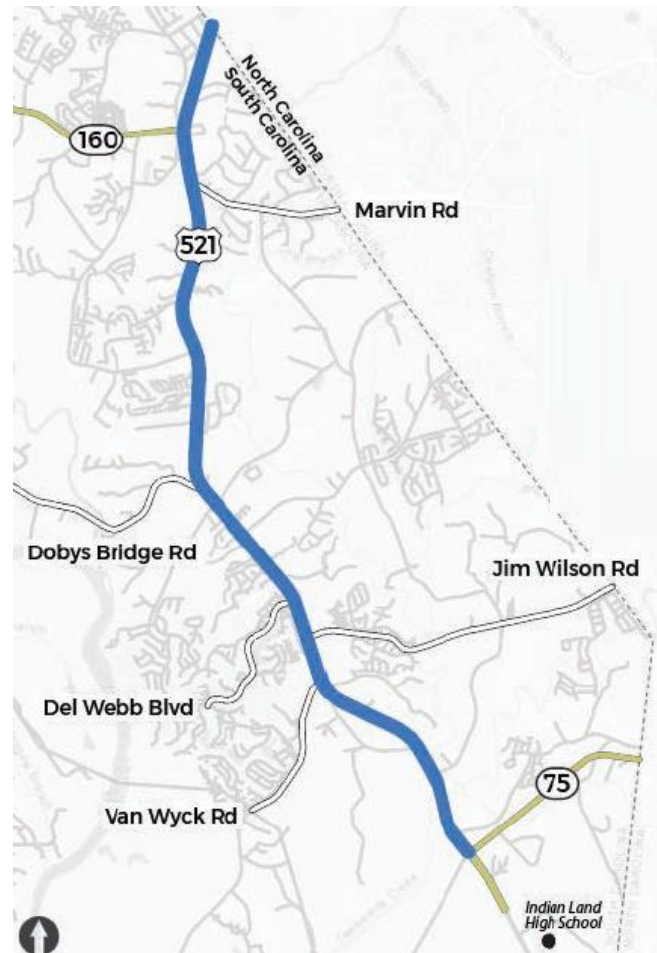 North Carolina
South Carolina
160
Marvin Rd
521
Dobys Bridge Rd
Jim Wilson Rd
Del Webb Blvd
75
Van Wyck Rd
Indian Land
High School